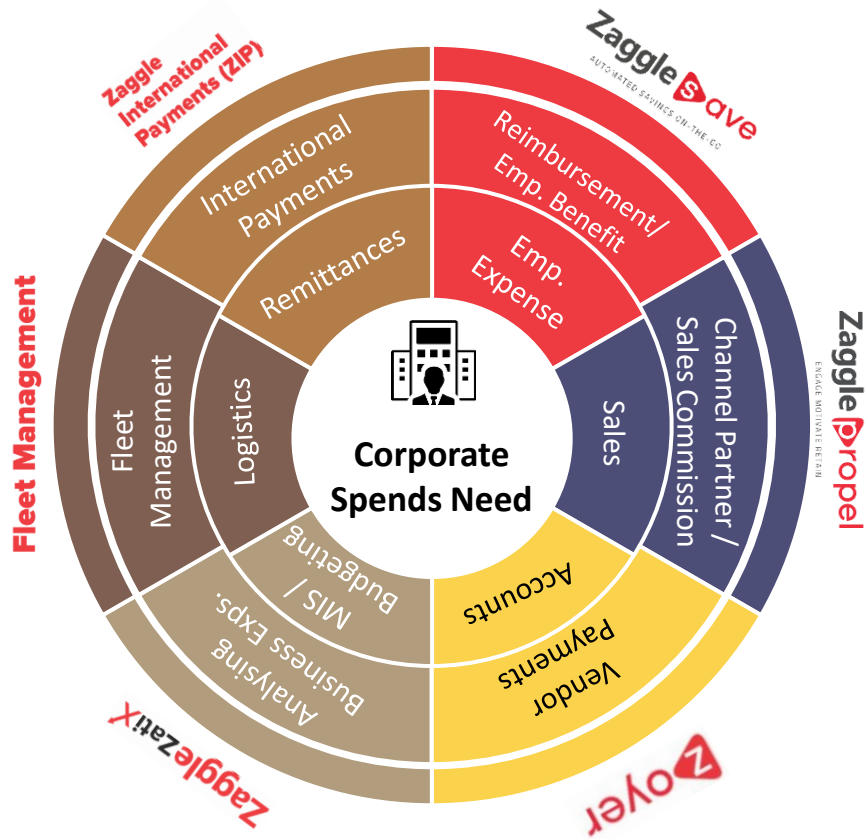 Zaggle
International
Payments (ZIP)
Zaggle save
AUTOMATED SAVINGS ON-THE-GO
International
Payments
Remittances
Reimbursement/
Emp. Benefit
Emp.
Expense
Fleet Management
Fleet
Management
Logistics
Corporate
Spends Need
Sales
Channel Partner /
Sales Commission
Zaggle propel
ENGAGE MOTIVATE RETAIN
MIS /
Budgeting
Analysing
Business Exps.
Accounts
Vendor
Payments
ZaggleZatiX
Zoyer